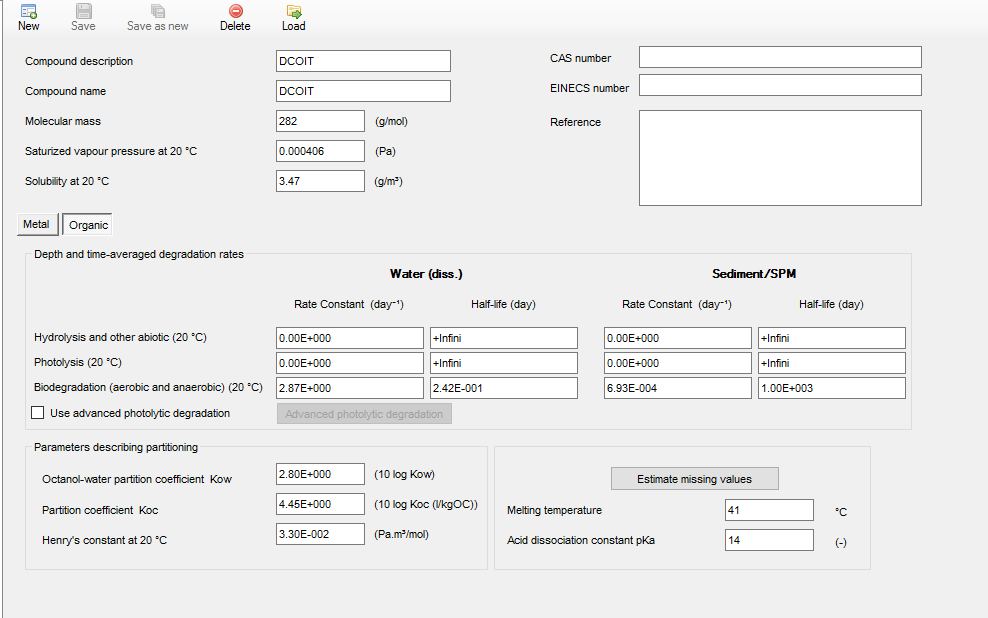 New Save Save as new Delete Load
Compound description DCOIT
Compound name DCOIT
Molecular mass 282 (g/mol)
Saturized vapour pressure at 20 °C 0.000406 (Pa)
Solubility at 20 °C 3.47 (g/m³)
CAS number
EINECS number
Reference
Metal Organic
Depth and time-averaged degradation rates
Water (diss.) Sediment/SPM
Rate Constant (day⁻¹) Half-life (day) Rate Constant (day⁻¹) Half-life (day)
Hydrolysis and other abiotic (20 °C) 0.00E+000 +Infini 0.00E+000 +Infini
Photolysis (20 °C) 0.00E+000 +Infini 0.00E+000 +Infini
Biodegradation (aerobic and anaerobic) (20 °C) 2.87E+000 2.42E-001 6.93E-004 1.00E+003
Use advanced photolytic degradation Advanced photolytic degradation
Parameters describing partitioning
Octanol-water partition coefficient Kow 2.80E+000 (10 log Kow)
Partition coefficient Koc 4.45E+000 (10 log Koc (l/kgOC))
Henry's constant at 20 °C 3.30E-002 (Pa.m³/mol)
Estimate missing values
Melting temperature 41 °C
Acid dissociation constant pKa 14 (-)